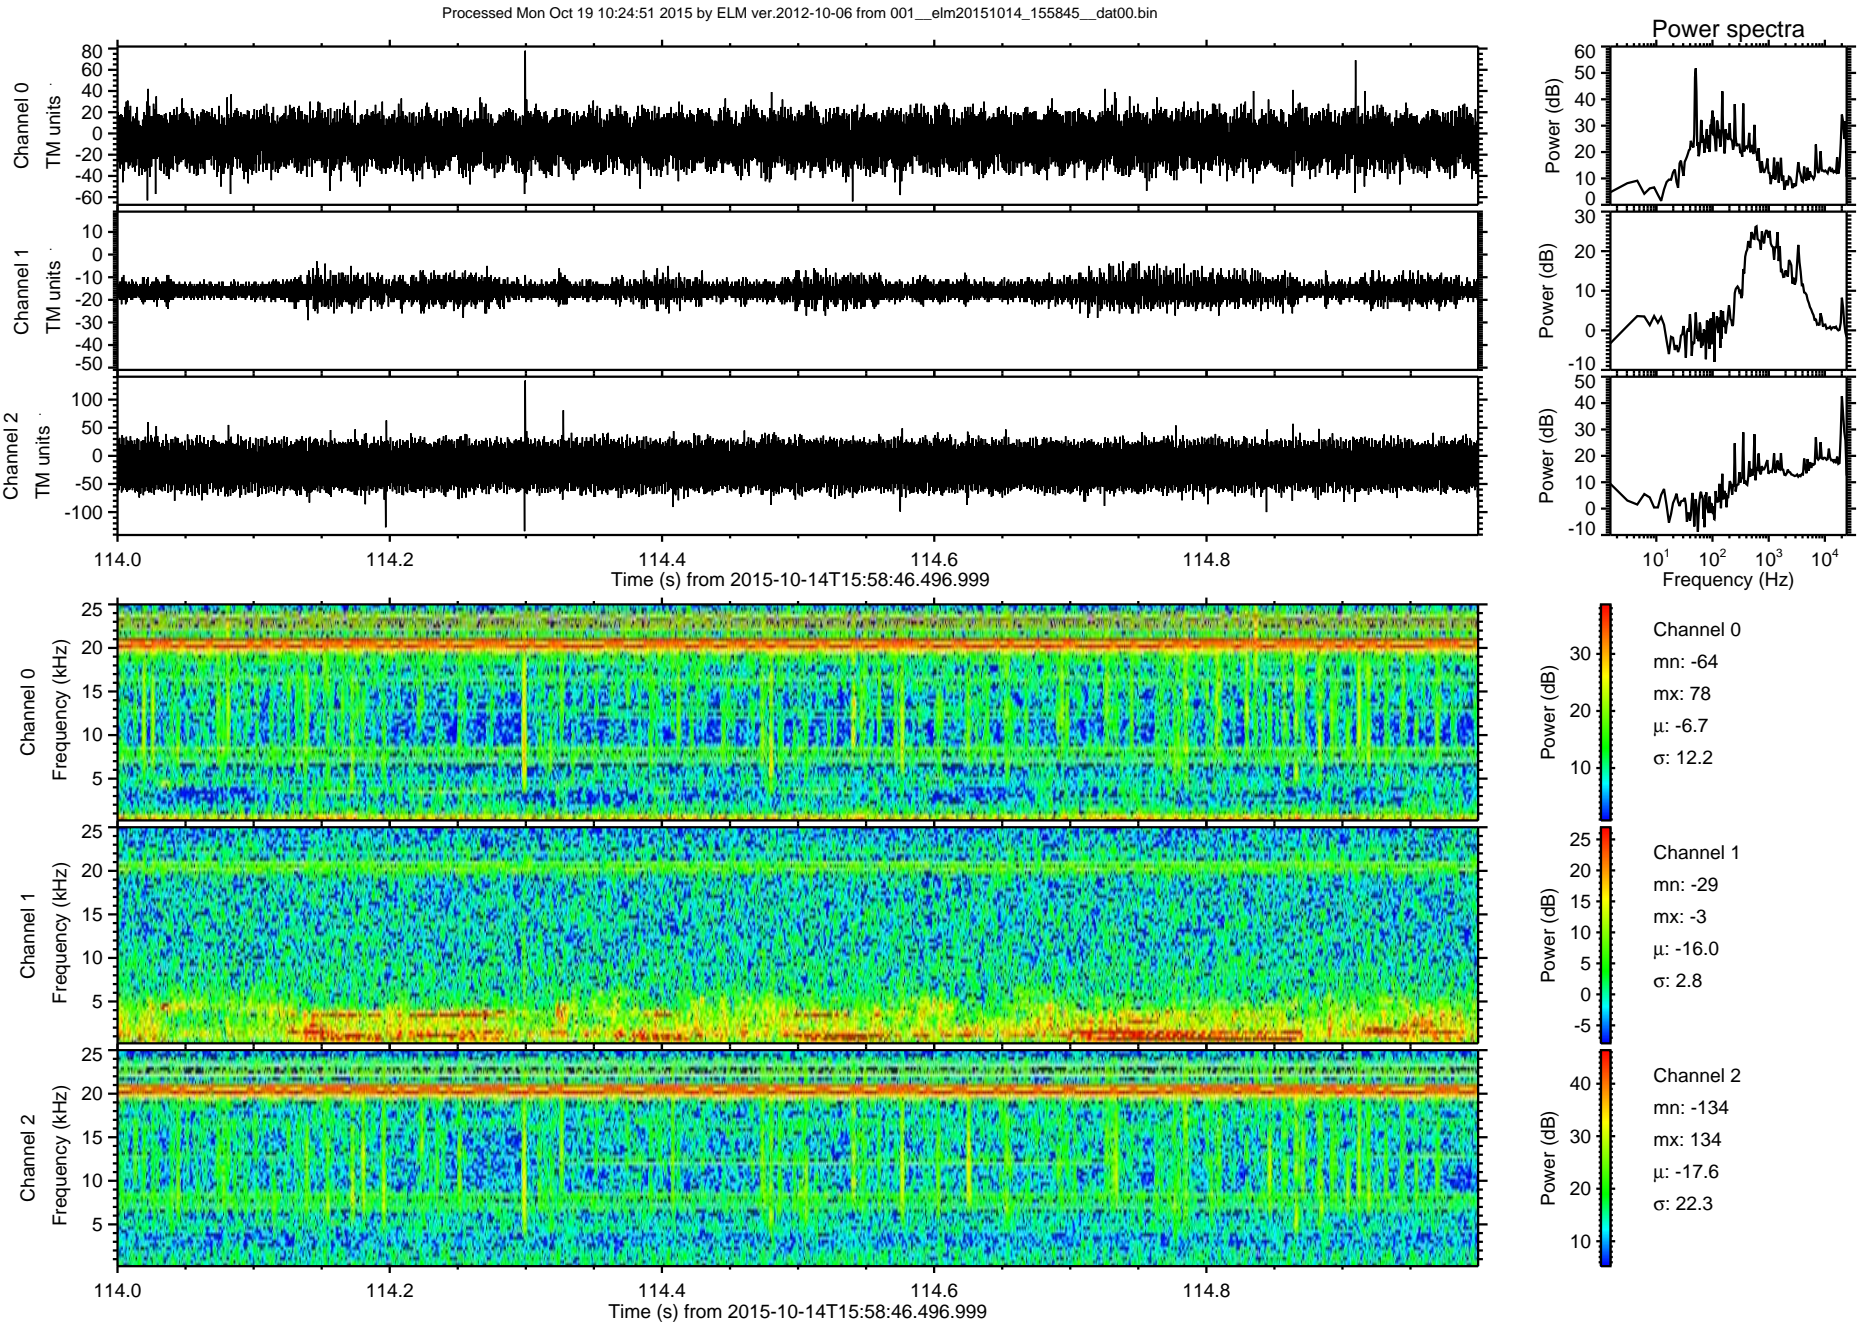 Processed Mon Oct 19 10:24:51 2015 by ELM ver.2012-10-06 from 001__elm20151014_155845__dat00.bin
Power spectra
Channel 0
TM units
80
60
40
20
0
-20
-40
-60
Power (dB)
60
50
40
30
20
10
0
Channel 1
TM units
10
0
-10
-20
-30
-40
-50
Power (dB)
30
20
10
0
-10
Channel 2
TM units
100
50
0
-50
-100
Power (dB)
50
40
30
20
10
0
-10
114.0 114.2 114.4 114.6 114.8
Time (s) from 2015-10-14T15:58:46.496.999
10^1 10^2 10^3 10^4
Frequency (Hz)
Channel 0
Frequency (kHz)
25
20
15
10
5
Power (dB)
30
20
10
Channel 0
mn: -64
mx: 78
μ: -6.7
σ: 12.2
Channel 1
Frequency (kHz)
25
20
15
10
5
Power (dB)
25
20
15
10
5
0
-5
Channel 1
mn: -29
mx: -3
μ: -16.0
σ: 2.8
Channel 2
Frequency (kHz)
25
20
15
10
5
Power (dB)
40
30
20
10
Channel 2
mn: -134
mx: 134
μ: -17.6
σ: 22.3
114.0 114.2 114.4 114.6 114.8
Time (s) from 2015-10-14T15:58:46.496.999